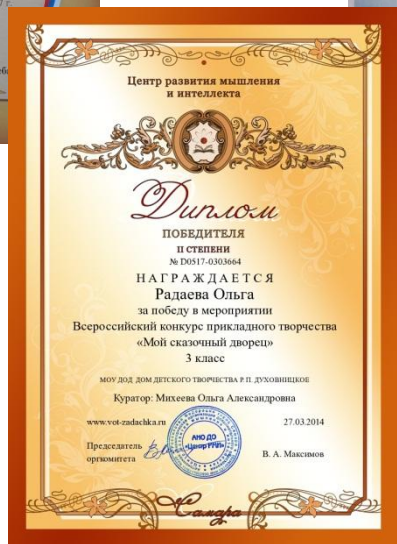 Центр развития мышления
и интеллекта
Диплом
ПОБЕДИТЕЛЯ
II СТЕПЕНИ
№ D0517-0303664
НАГРАЖДАЕТСЯ
Радаева Ольга
за победу в мероприятии
Всероссийский конкурс прикладного творчества
«Мой сказочный дворец»
3 класс
МОУ ДОД ДОМ ДЕТСКОГО ТВОРЧЕСТВА Р.П. ДУХОВНИЦКОЕ
Куратор: Михеева Ольга Александровна
www.vot-zadachka.ru 27.03.2014
Председатель
оргкомитета
АНО ДО
В. А. Максимов
Самара